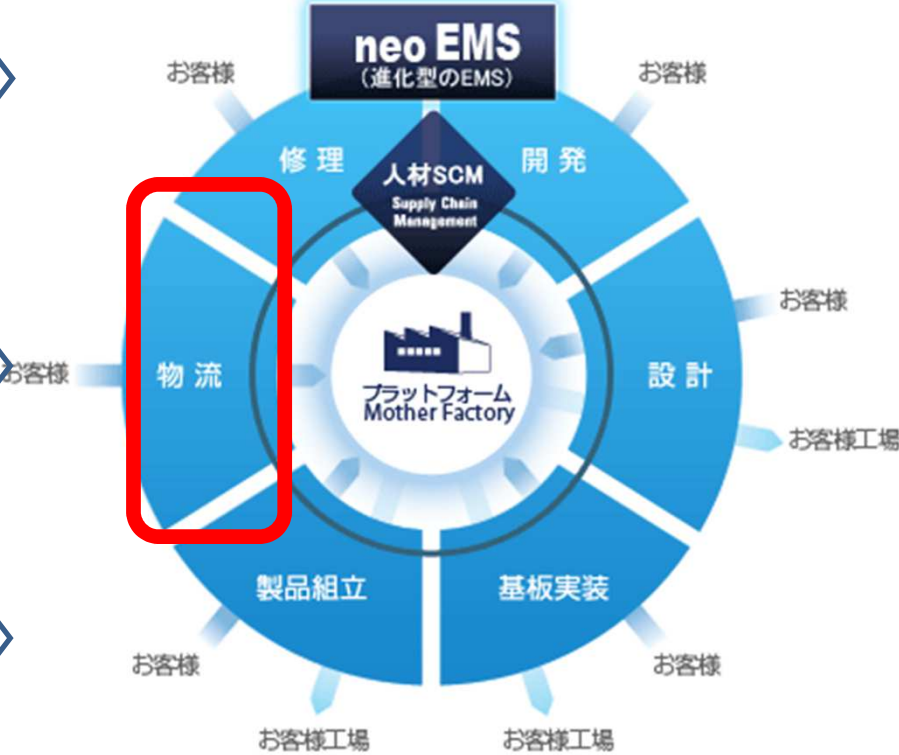 neo EMS
(進化型のEMS)
お客様
お客様
修理
開発
人材SCM
Supply Chain
Management
お客様
お客様
物流
設計
プラットフォーム
Mother Factory
お客様工場
製品組立
基板実装
お客様
お客様
お客様工場
お客様工場